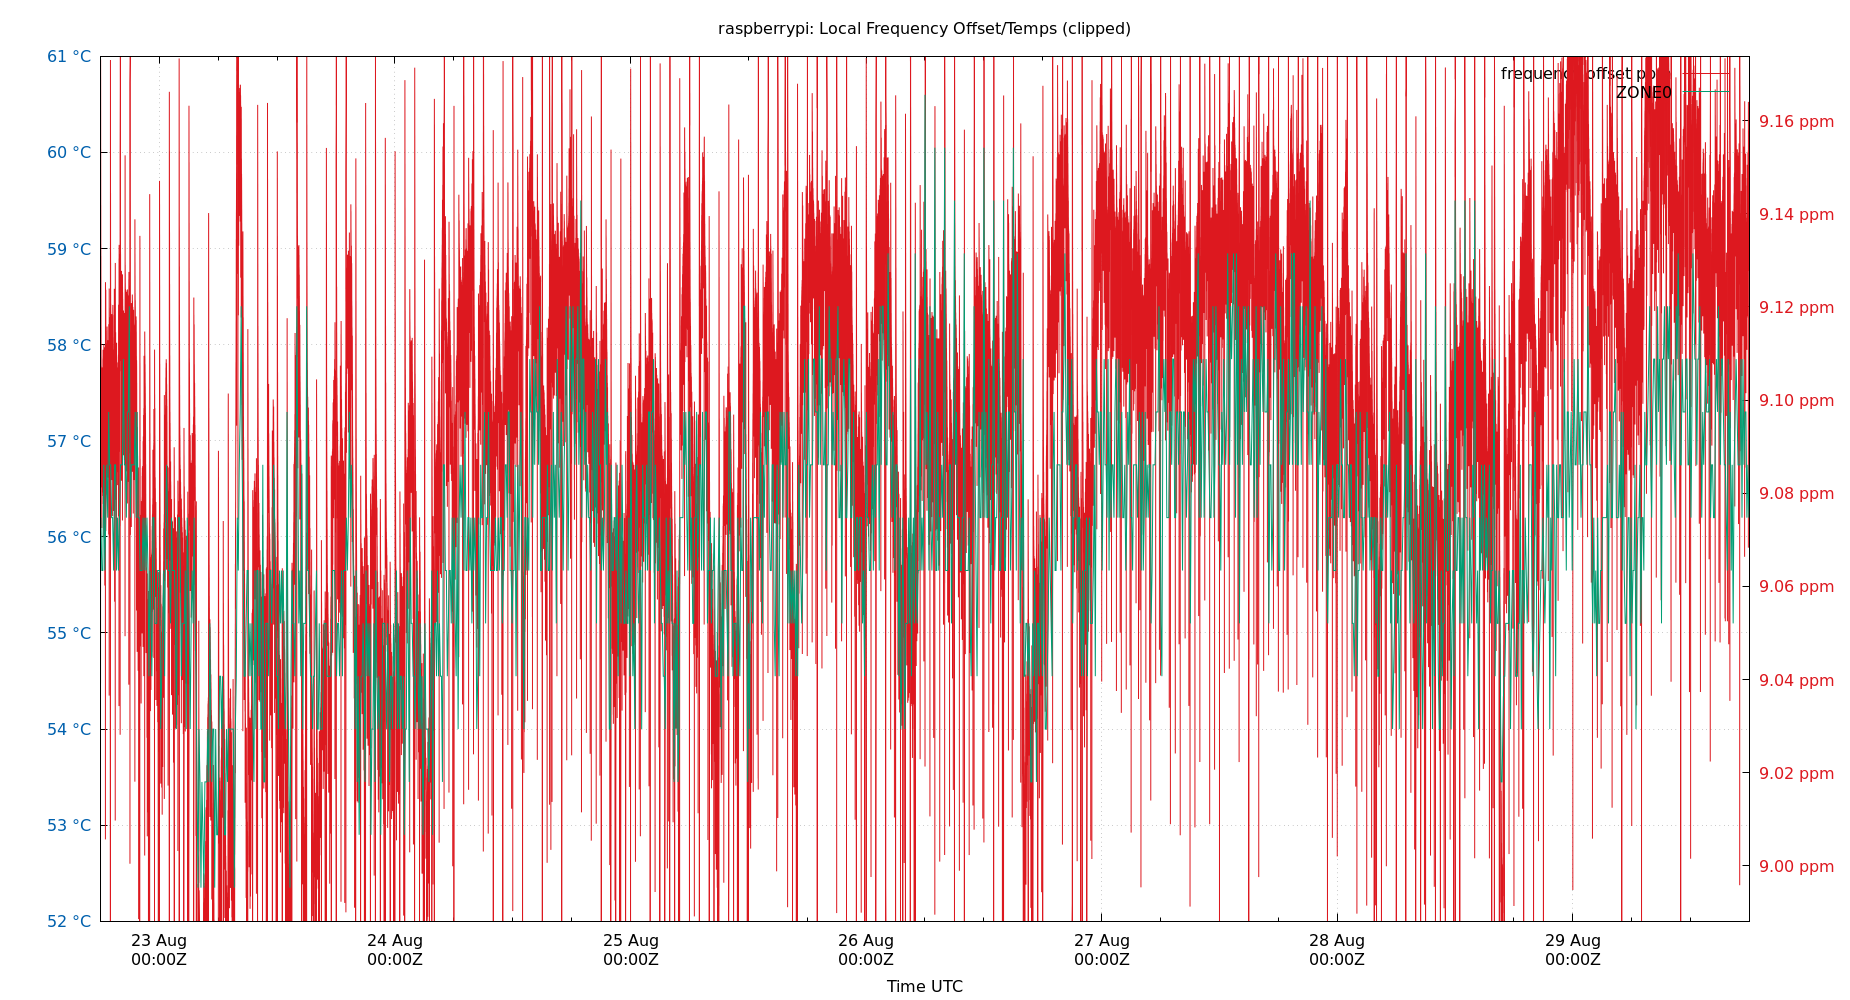 raspberrypi: Local Frequency Offset/Temps (clipped)
61 °C
60 °C
59 °C
58 °C
57 °C
56 °C
55 °C
54 °C
53 °C
52 °C
frequency offset ppm
ZONE0
9.16 ppm
9.14 ppm
9.12 ppm
9.10 ppm
9.08 ppm
9.06 ppm
9.04 ppm
9.02 ppm
9.00 ppm
23 Aug 24 Aug 25 Aug 26 Aug 27 Aug 28 Aug 29 Aug
00:00Z 00:00Z 00:00Z 00:00Z 00:00Z 00:00Z 00:00Z
Time UTC